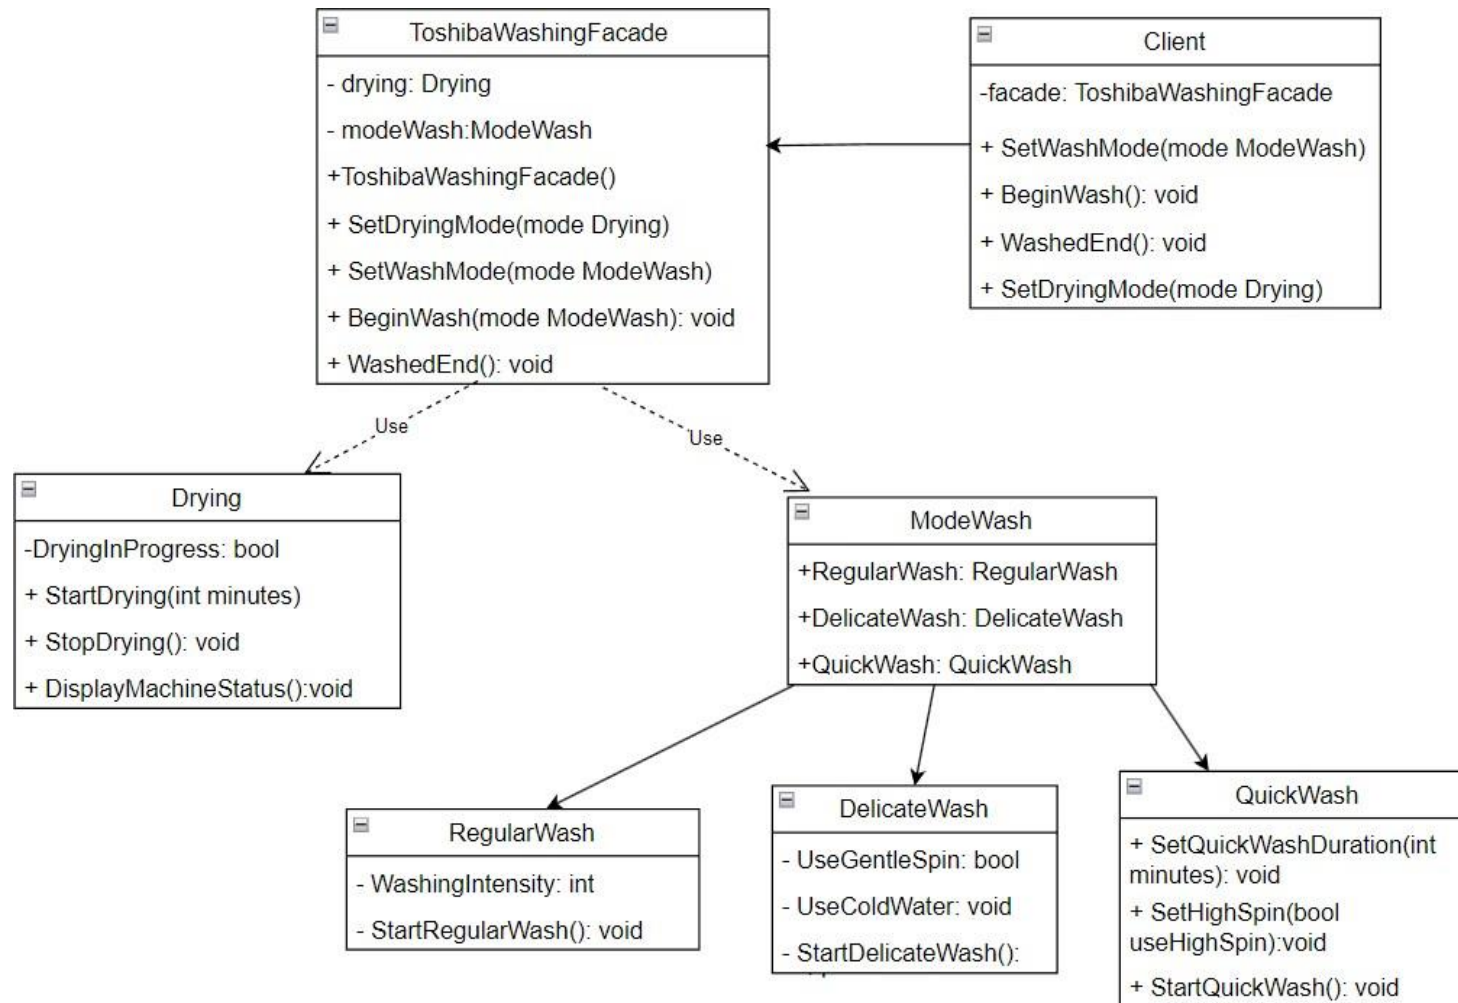 ToshibaWashingFacade
- drying: Drying
- modeWash:ModeWash
+ToshibaWashingFacade()
+ SetDryingMode(mode Drying)
+ SetWashMode(mode ModeWash)
+ BeginWash(mode ModeWash): void
+ WashedEnd(): void
Client
-facade: ToshibaWashingFacade
+ SetWashMode(mode ModeWash)
+ BeginWash(): void
+ WashedEnd(): void
+ SetDryingMode(mode Drying)
Use
Use
Drying
-DryingInProgress: bool
+ StartDrying(int minutes)
+ StopDrying(): void
+ DisplayMachineStatus():void
ModeWash
+RegularWash: RegularWash
+DelicateWash: DelicateWash
+QuickWash: QuickWash
RegularWash
- WashingIntensity: int
- StartRegularWash(): void
DelicateWash
- UseGentleSpin: bool
- UseColdWater: void
- StartDelicateWash():
QuickWash
+ SetQuickWashDuration(int
minutes): void
+ SetHighSpin(bool
useHighSpin):void
+ StartQuickWash(): void